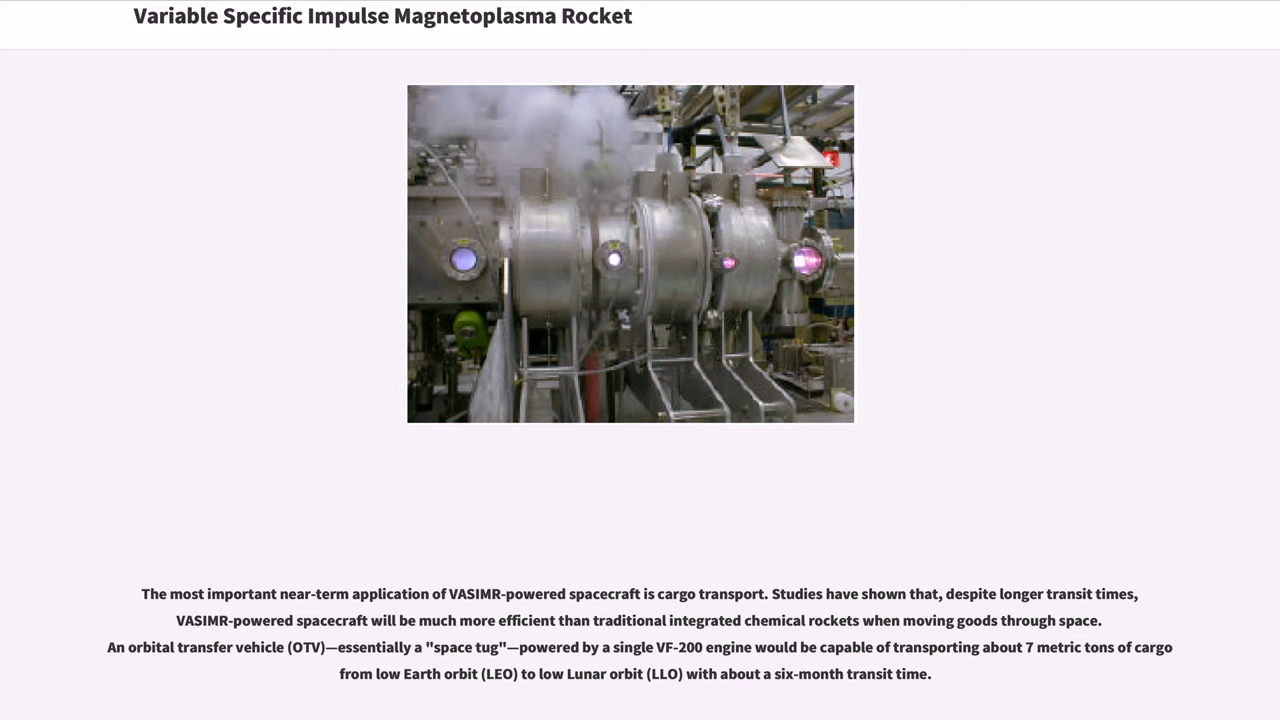 Variable Specific Impulse Magnetoplasma Rocket
The most important near-term application of VASIMR-powered spacecraft is cargo transport. Studies have shown that, despite longer transit times,
VASIMR-powered spacecraft will be much more efficient than traditional integrated chemical rockets when moving goods through space.
An orbital transfer vehicle (OTV)—essentially a "space tug"—powered by a single VF-200 engine would be capable of transporting about 7 metric tons of cargo
from low Earth orbit (LEO) to low Lunar orbit (LLO) with about a six-month transit time.